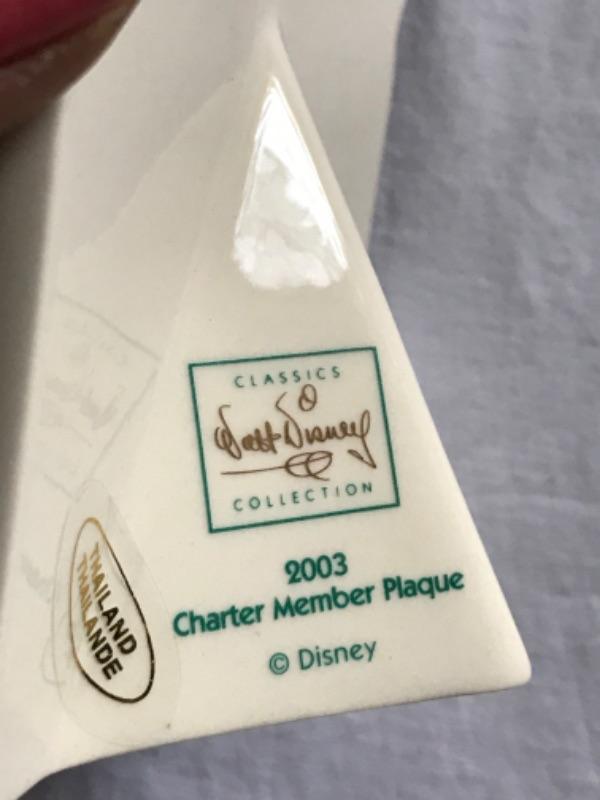 CLASSICS
Walt Disney
COLLECTION
2003
Charter Member Plaque
© Disney
THAILAND
THAILANDE